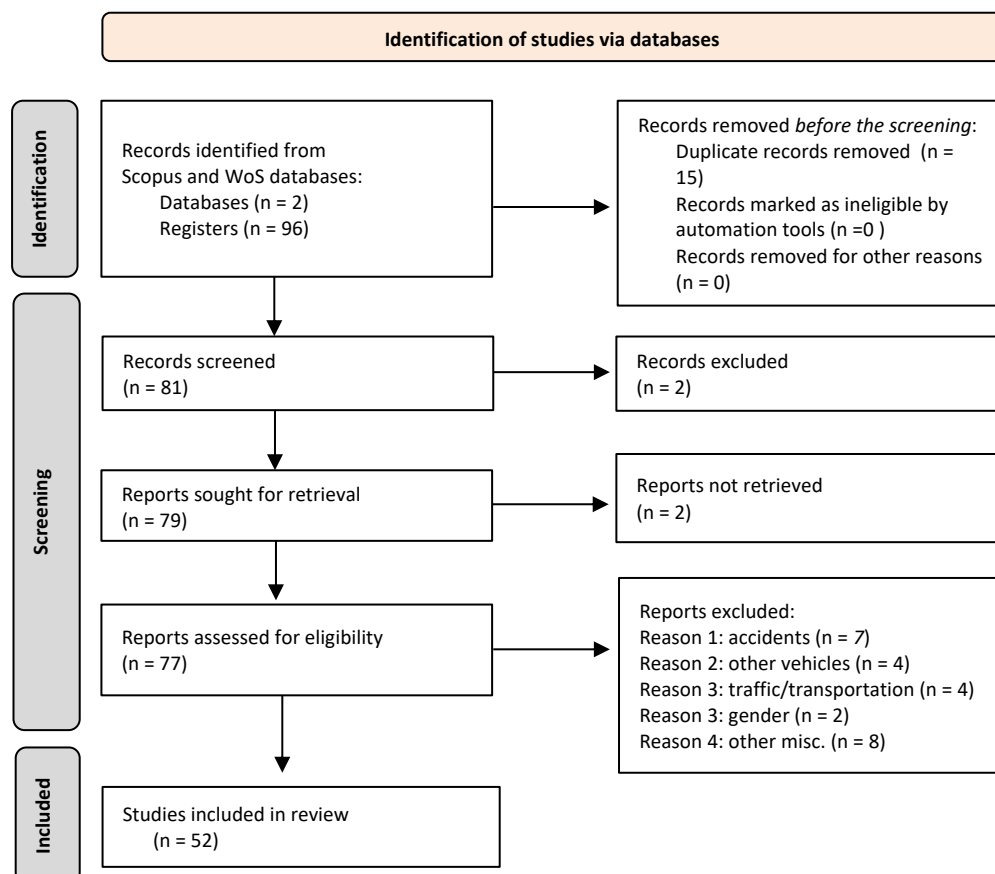 Identification of studies via databases
Identification
Records identified from
Scopus and WoS databases:
Databases (n = 2)
Registers (n = 96)
Records removed before the screening:
Duplicate records removed (n =
15)
Records marked as ineligible by
automation tools (n =0 )
Records removed for other reasons
(n = 0)
Screening
Records screened
(n = 81)
Records excluded
(n = 2)
Reports sought for retrieval
(n = 79)
Reports not retrieved
(n = 2)
Reports assessed for eligibility
(n = 77)
Reports excluded:
Reason 1: accidents (n = 7)
Reason 2: other vehicles (n = 4)
Reason 3: traffic/transportation (n = 4)
Reason 3: gender (n = 2)
Reason 4: other misc. (n = 8)
Included
Studies included in review
(n = 52)